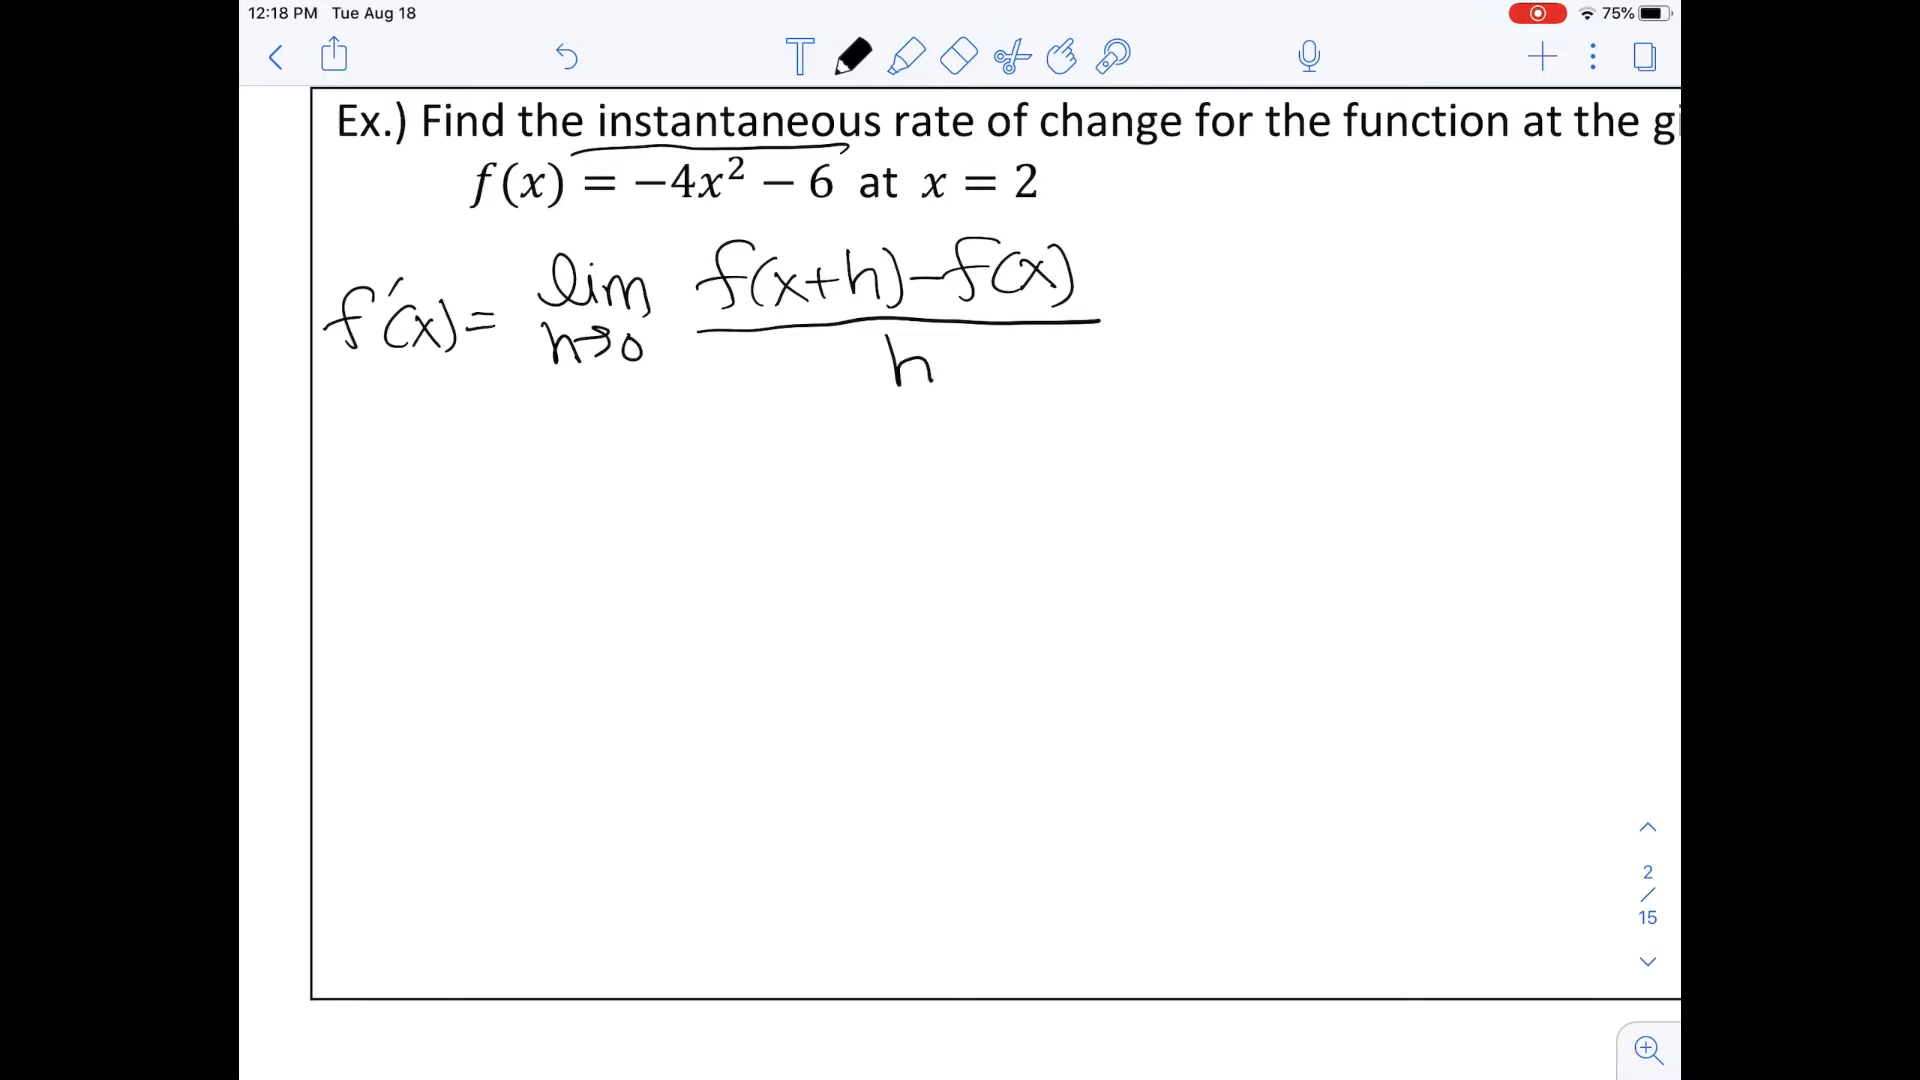 12:18 PM Tue Aug 18
75%
T
Ex.) Find the instantaneous rate of change for the function at the
f(x) = −4x² − 6 at x = 2
f'(x) = lim h→0 f(x+h)−f(x) / h
2
/
15